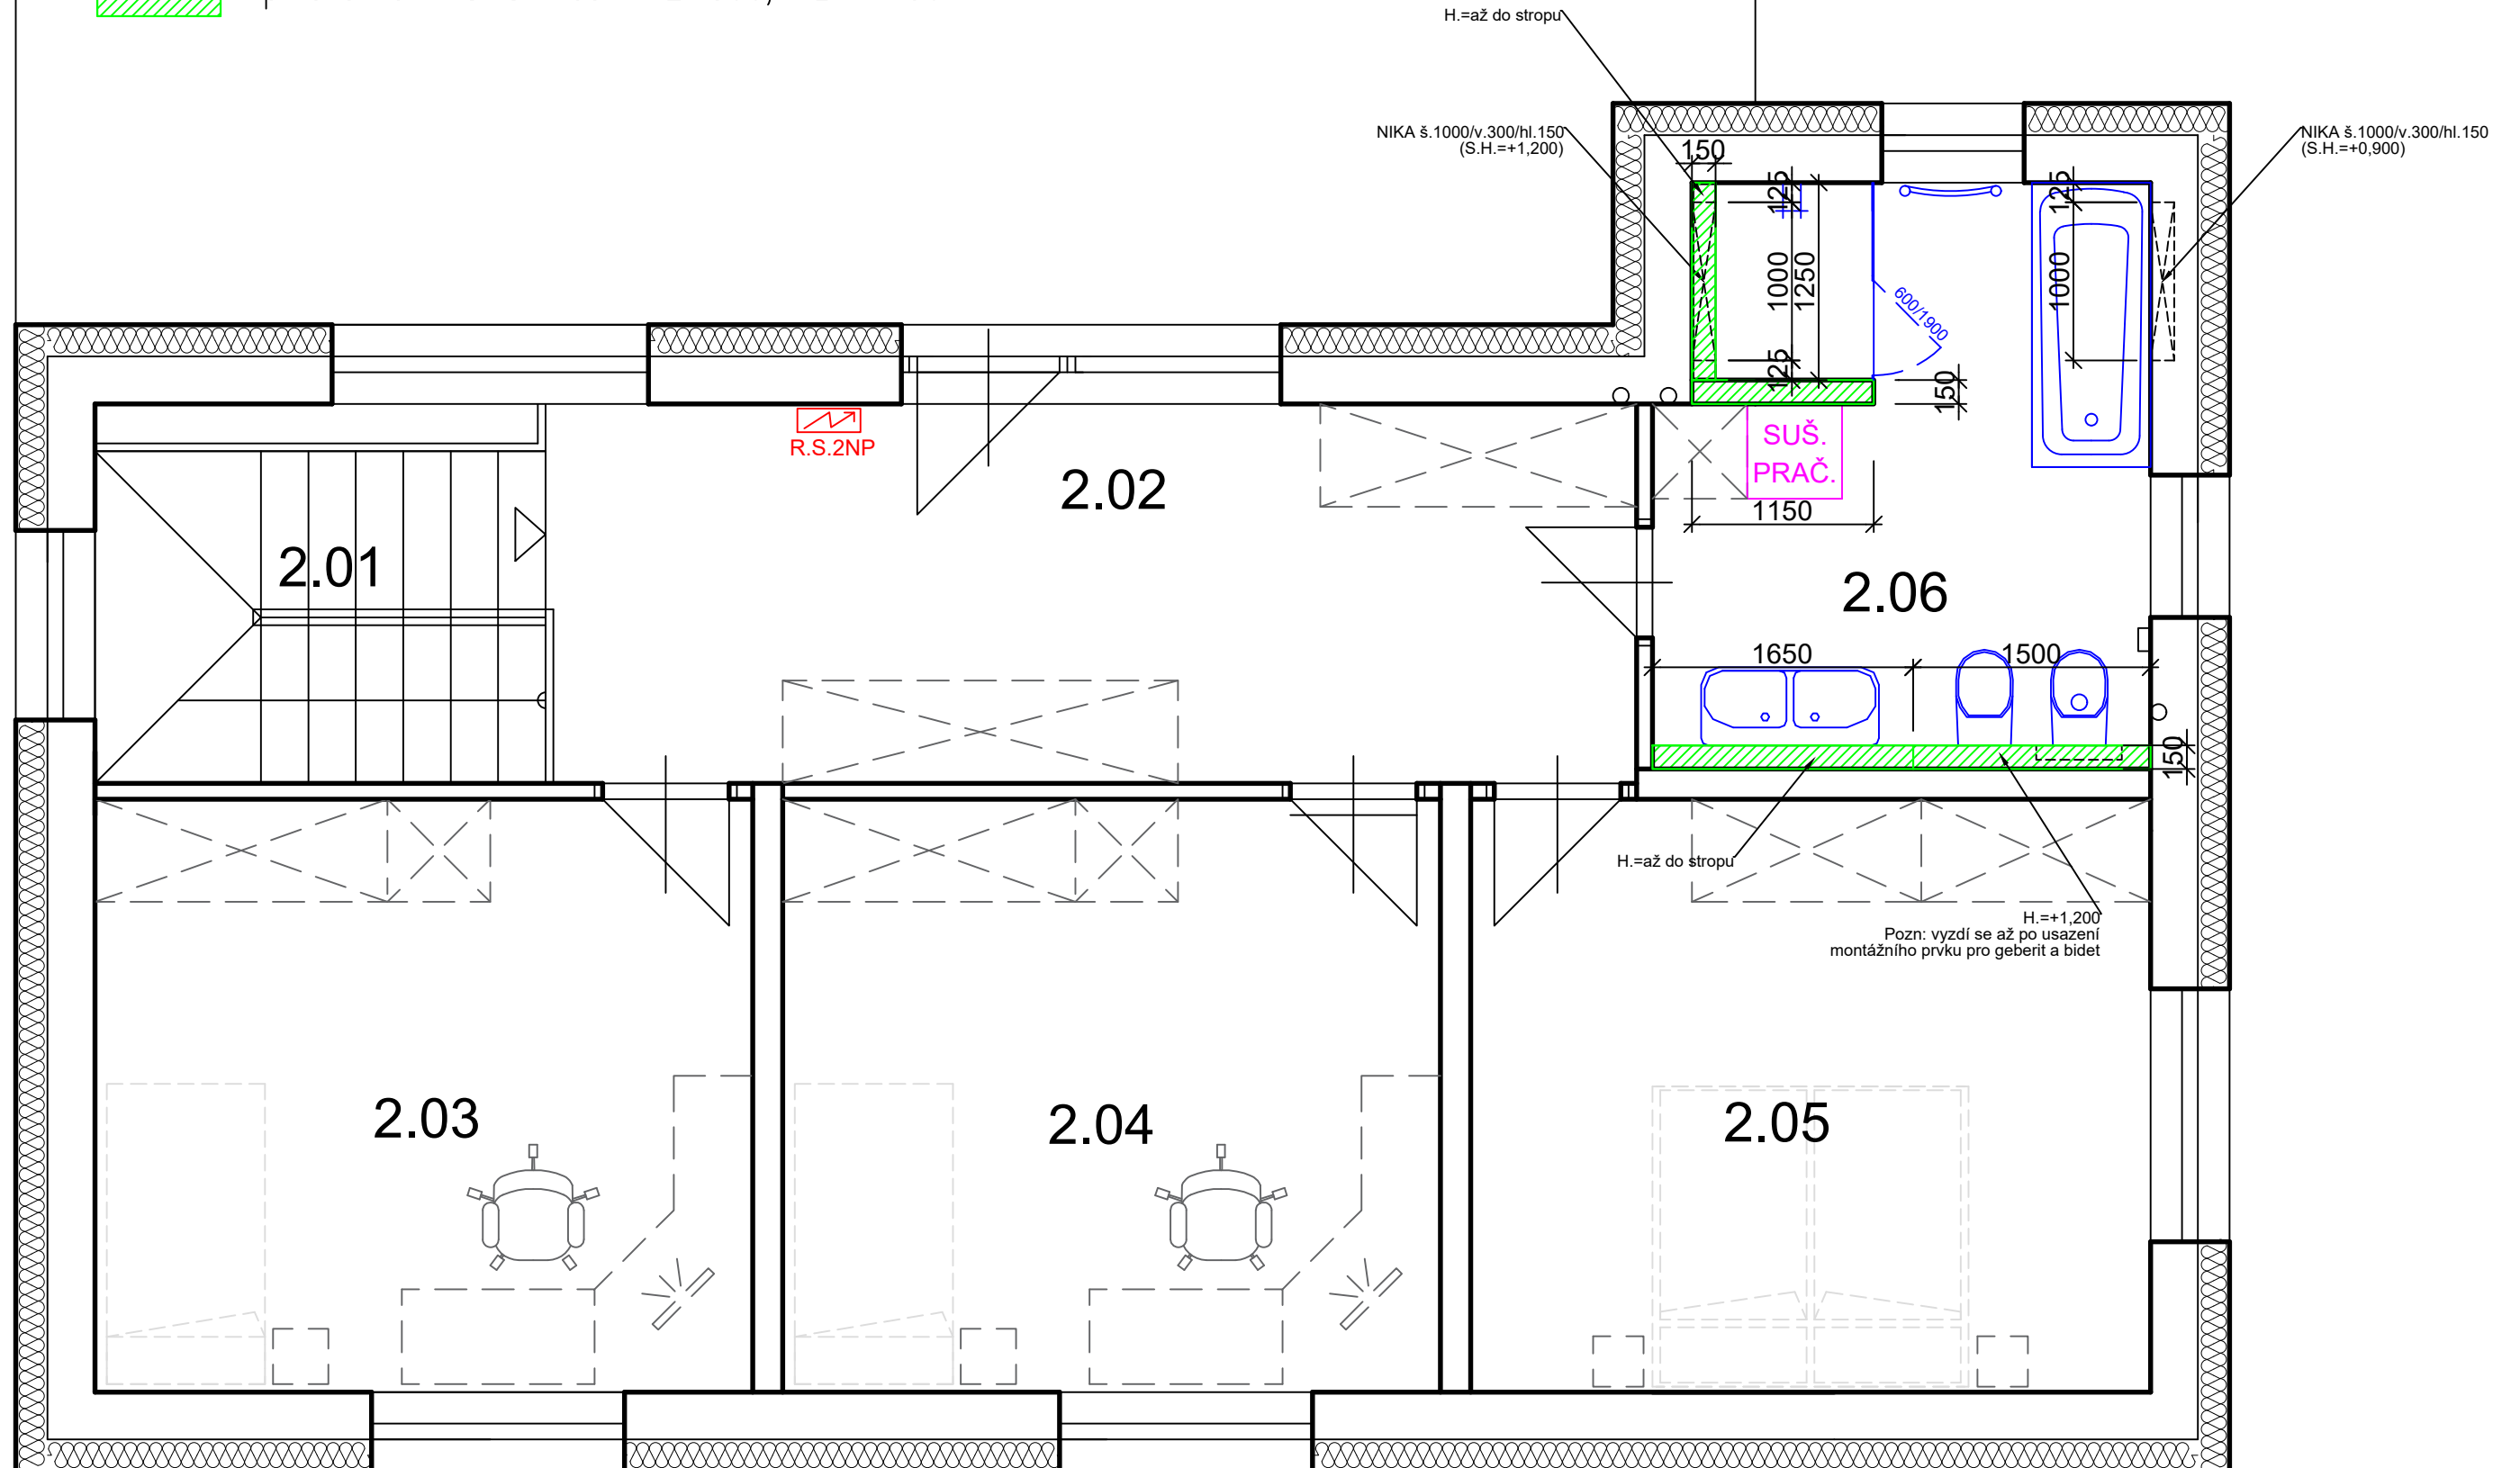 H.=až do stropu
NIKA š.1000/v.300/hl.150
(S.H.=+1,200)
NIKA š.1000/v.300/hl.150
(S.H.=+0,900)
150
125
1000
1250
125
125
1000
600/1900
150
SUŠ.
PRAČ.
1150
R.S.2NP
2.02
2.01
2.06
1650
1500
150
H.=až do stropu
H.=+1,200
Pozn: vyzdí se až po usazení
montážního prvku pro geberit a bidet
2.03
2.04
2.05